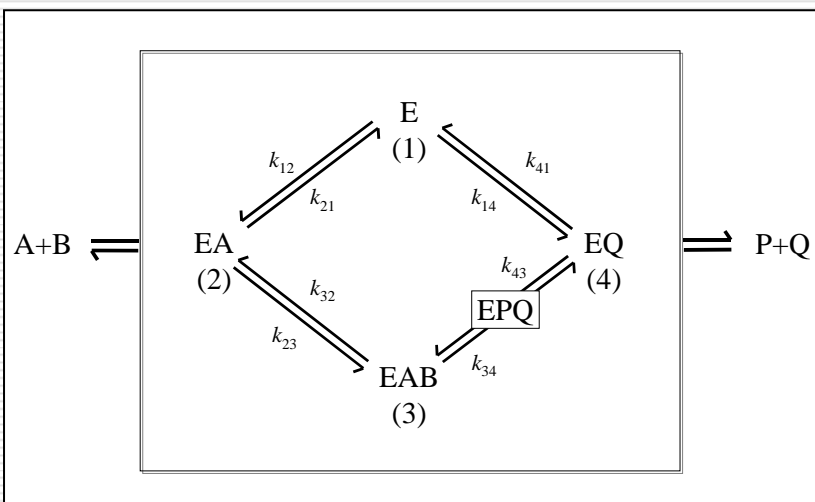 E
(1)
k12
k41
k21
k14
A+B
EA
EQ
P+Q
(2)
(4)
k43
k32
EPQ
k23
k34
EAB
(3)